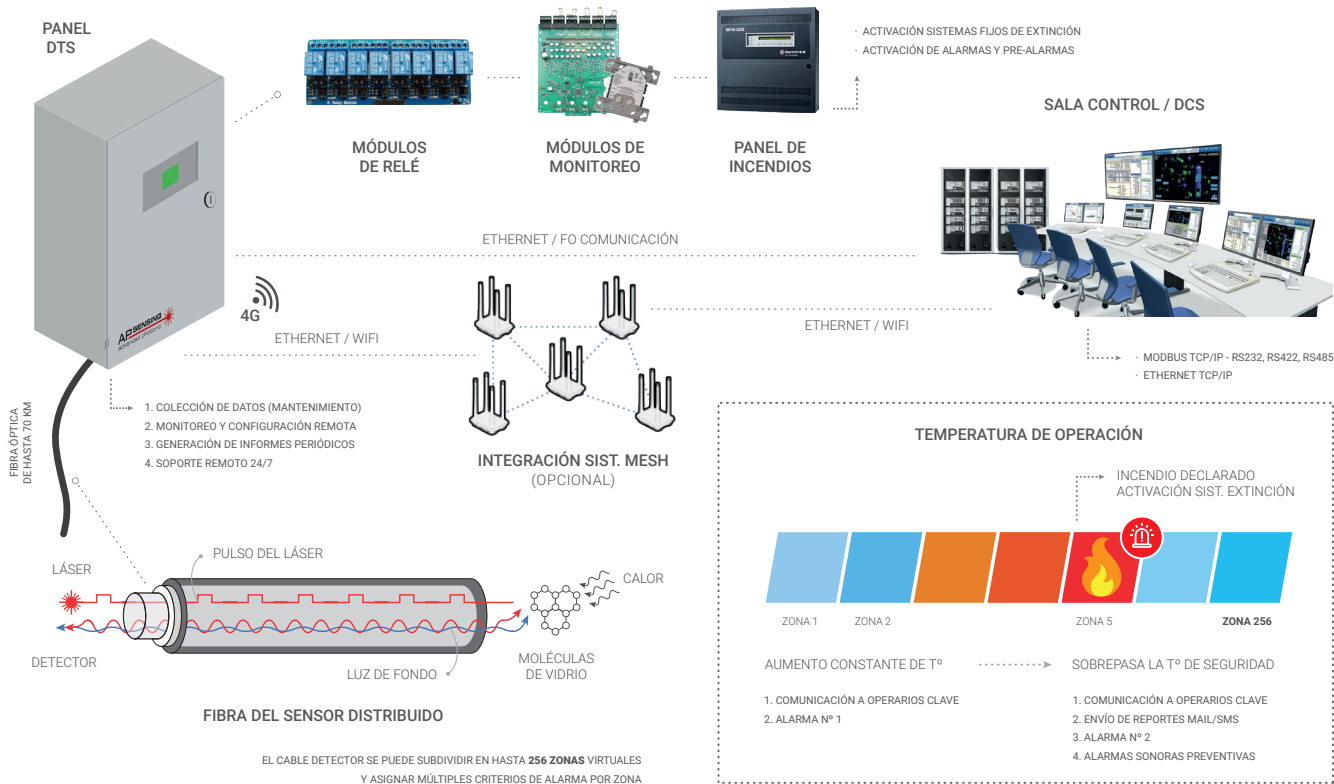 PANEL
DTS
MÓDULOS
DE RELÉ
MÓDULOS DE
MONITOREO
PANEL DE
INCENDIOS
· ACTIVACIÓN SISTEMAS FIJOS DE EXTINCIÓN
· ACTIVACIÓN DE ALARMAS Y PRE-ALARMAS
SALA CONTROL / DCS
8 Relay Module
NOTIFIER
ETHERNET / FO COMUNICACIÓN
4G
ETHERNET / WIFI
ETHERNET / WIFI
AP SENSING
advanced photonic
· MODBUS TCP/IP - RS232, RS422, RS485
· ETHERNET TCP/IP
FIBRA ÓPTICA
DE HASTA 70 KM
1. COLECCIÓN DE DATOS (MANTENIMIENTO)
2. MONITOREO Y CONFIGURACIÓN REMOTA
3. GENERACIÓN DE INFORMES PERIÓDICOS
4. SOPORTE REMOTO 24/7
INTEGRACIÓN SIST. MESH
(OPCIONAL)
LÁSER
PULSO DEL LÁSER
CALOR
DETECTOR
LUZ DE FONDO
MOLÉCULAS
DE VIDRIO
FIBRA DEL SENSOR DISTRIBUIDO
EL CABLE DETECTOR SE PUEDE SUBDIVIDIR EN HASTA 256 ZONAS VIRTUALES
Y ASIGNAR MÚLTIPLES CRITERIOS DE ALARMA POR ZONA
TEMPERATURA DE OPERACIÓN
INCENDIO DECLARADO
ACTIVACIÓN SIST. EXTINCIÓN
ZONA 1
ZONA 2
ZONA 5
ZONA 256
AUMENTO CONSTANTE DE Tº
1. COMUNICACIÓN A OPERARIOS CLAVE
2. ALARMA Nº 1
SOBREPASA LA Tº DE SEGURIDAD
1. COMUNICACIÓN A OPERARIOS CLAVE
2. ENVÍO DE REPORTES MAIL/SMS
3. ALARMA Nº 2
4. ALARMAS SONORAS PREVENTIVAS